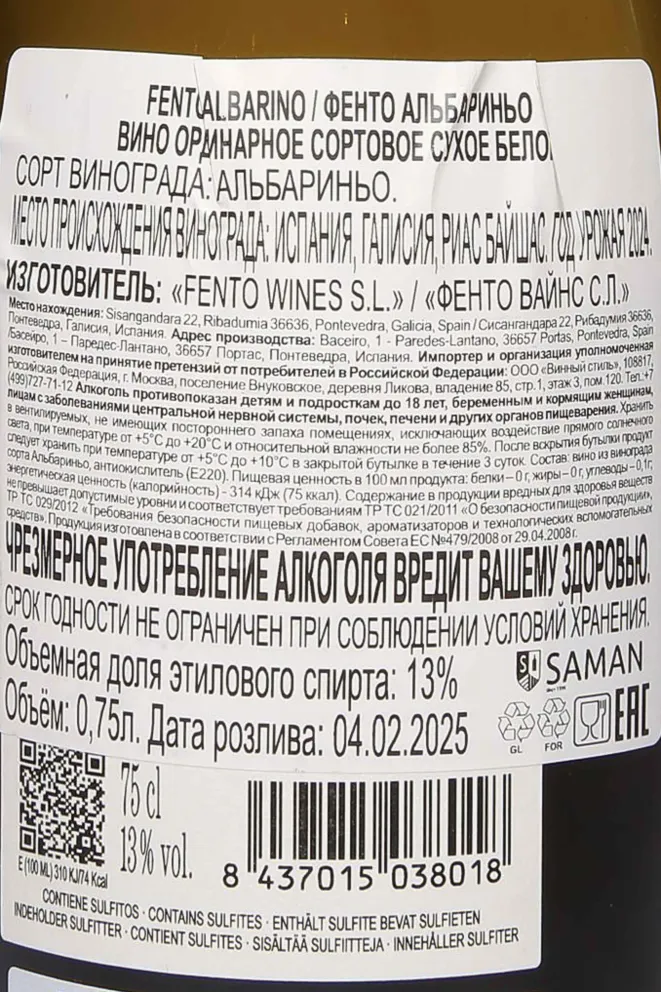 FENTO ALBARINO / ФЕНТО АЛЬБАРИНЬО
ВИНО ОРДИНАРНОЕ СОРТОВОЕ СУХОЕ БЕЛО
СОРТ ВИНОГРАДА: АЛЬБАРИНЬО.
МЕСТО ПРОИСХОЖДЕНИЯ ВИНОГРАДА: ИСПАНИЯ, ГАЛИСИЯ, РИАС БАЙШАС. ГОД УРОЖАЯ 2024.
ИЗГОТОВИТЕЛЬ: «FENTO WINES S.L.» / «ФЕНТО ВАЙНС С.Л.»
Место нахождения: Sisangandara 22, Ribadumia 36636, Pontevedra, Galicia, Spain / Сисангандара 22, Рибадумия 36636,
Понтеведра, Галисия, Испания. Адрес производства: Baceiro, 1 - Paredes-Lantano, 36657 Portas, Pontevedra, Spain
/Басейро, 1 – Паредес-Лантано, 36657 Портас, Понтеведра, Испания. Импортер и организация уполномоченная
изготовителем на принятие претензий от потребителей в Российской Федерации: ООО «Винный стиль», 108817,
Российская Федерация, г. Москва, поселение Внуковское, деревня Ликова, владение 85, стр.1, этаж 3, пом.120. Тел.:+7
(499)727-71-12 Алкоголь противопоказан детям и подросткам до 18 лет, беременным и кормящим женщинам,
лицам с заболеваниями центральной нервной системы, почек, печени и других органов пищеварения. Хранить
в вентилируемых, не имеющих постороннего запаха помещениях, исключающих воздействие прямого солнечного
света, при температуре от +5°С до +20°С и относительной влажности не более 85%. После вскрытия бутылки продукт
следует хранить при температуре от +5°С до +10°С в закрытой бутылке в течение 3 суток. Состав: вино из винограда
сорта Альбариньо, антиокислитель (Е220). Пищевая ценность в 100 мл продукта: белки – 0 г, жиры – 0 г, углеводы – 0,1г;
энергетическая ценность (калорийность) - 314 кДж (75 ккал). Содержание в продукции вредных для здоровья веществ
не превышает допустимые уровни и соответствует требованиям ТР ТС 021/2011 «О безопасности пищевой продукции»,
ТР ТС 029/2012 «Требования безопасности пищевых добавок, ароматизаторов и технологических вспомогательных
средств». Продукция изготовлена в соответствии с Регламентом Совета ЕС №479/2008 от 29.04.2008г.
ЧРЕЗМЕРНОЕ УПОТРЕБЛЕНИЕ АЛКОГОЛЯ ВРЕДИТ ВАШЕМУ ЗДОРОВЬЮ.
СРОК ГОДНОСТИ НЕ ОГРАНИЧЕН ПРИ СОБЛЮДЕНИИ УСЛОВИЙ ХРАНЕНИЯ.
Объемная доля этилового спирта: 13%
SAMAN
Объём: 0,75л. Дата розлива: 04.02.2025
GL FOR EAC
75 cl
13% vol.
E (100 ML) 310 KJ/74 Kcal
8 437015 038018
CONTIENE SULFITOS · CONTAINS SULFITES · ENTHÄLT SULFITE BEVAT SULFIETEN
INDEHOLDER SULFITTER · CONTIENT SULFITES · SISÄLTÄÄ SULFIITTEJA · INNEHÅLLER SULFITER